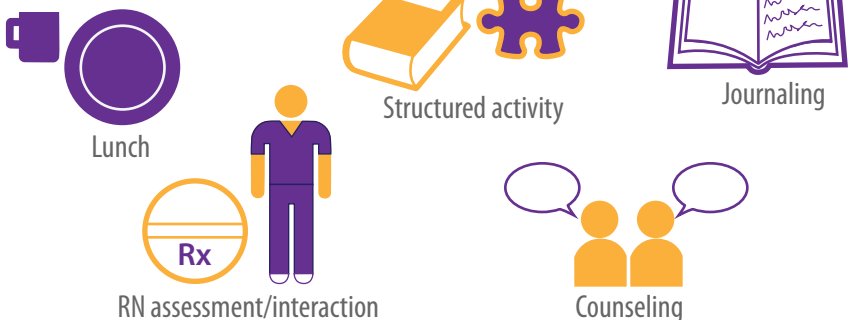 Structured activity
Journaling
Lunch
Rx
RN assessment/interaction
Counseling